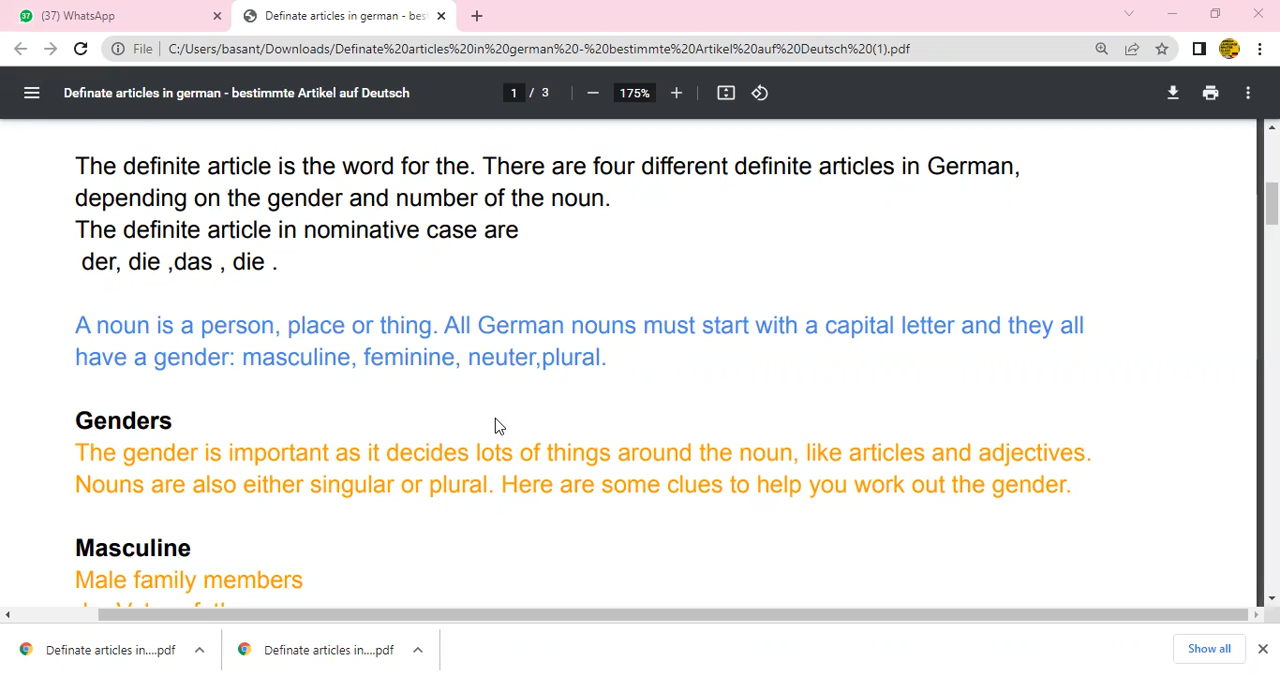 (37) WhatsApp
Definate articles in german - bes
File
C:/Users/basant/Downloads/Definate%20articles%20in%20german%20-%20bestimmte%20Artikel%20auf%20Deutsch%20(1).pdf
Definate articles in german - bestimmte Artikel auf Deutsch
1 / 3
175%
The definite article is the word for the. There are four different definite articles in German,
depending on the gender and number of the noun.
The definite article in nominative case are
der, die ,das , die .
A noun is a person, place or thing. All German nouns must start with a capital letter and they all
have a gender: masculine, feminine, neuter,plural.
Genders
The gender is important as it decides lots of things around the noun, like articles and adjectives.
Nouns are also either singular or plural. Here are some clues to help you work out the gender.
Masculine
Male family members
Definate articles in....pdf
Definate articles in....pdf
Show all